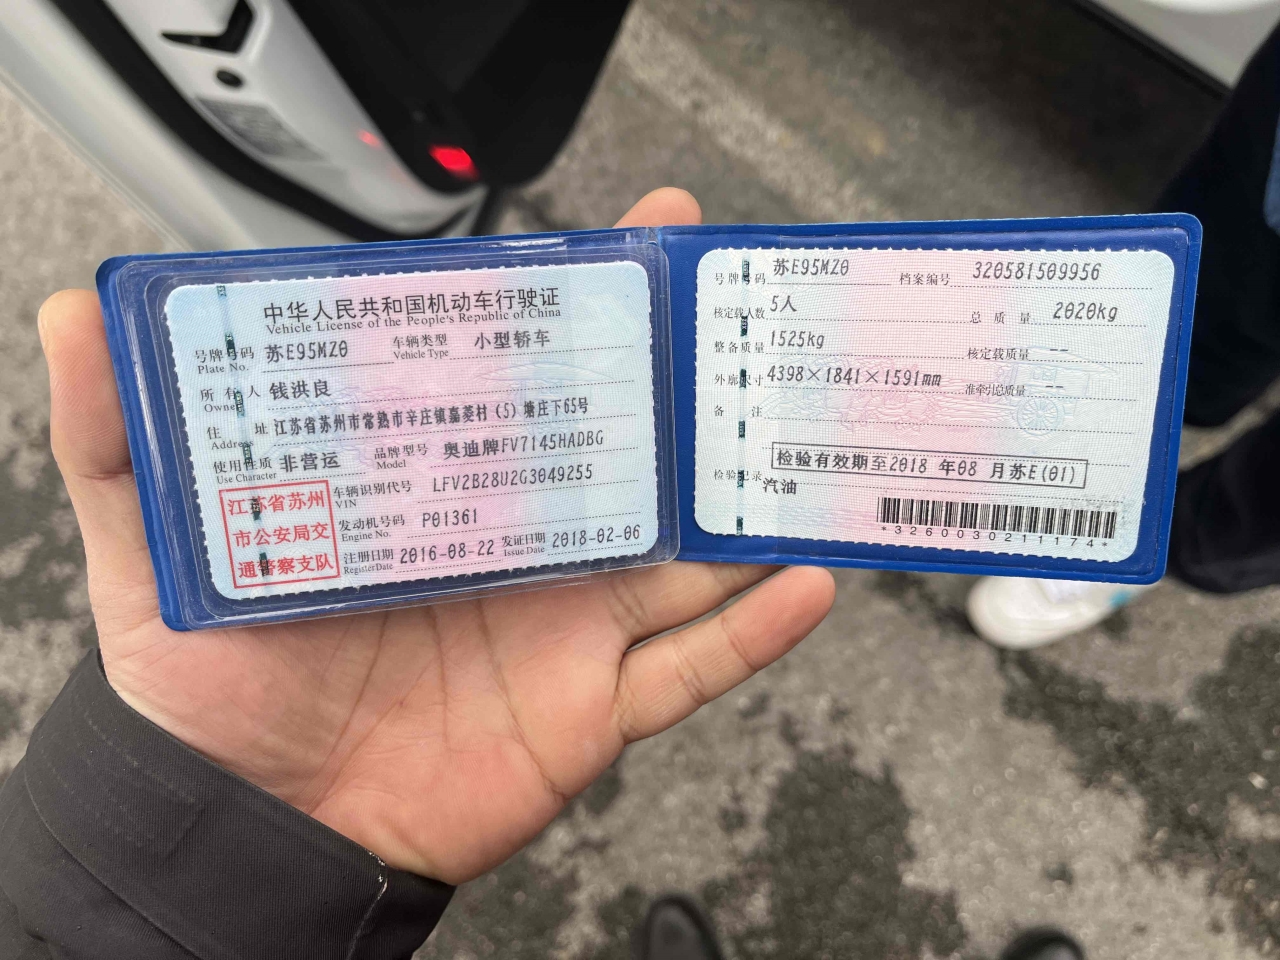 中华人民共和国机动车行驶证
Vehicle License of the People's Republic of China
号牌号码 苏E95MZ0 车辆类型 小型轿车
Plate No. Vehicle Type
所有人 钱洪良
Owner
住址 江苏省苏州市常熟市辛庄镇嘉菱村(5)塘庄下65号
Address
使用性质 非营运 品牌型号 奥迪牌FV7145HADBG
Use Character Model
江苏省苏州
市公安局交
通警察支队
车辆识别代号 LFV2B28U2G3049255
VIN
发动机号码 P01361
Engine No.
注册日期 2016-08-22 发证日期 2018-02-06
Register Date Issue Date
号牌号码 苏E95MZ0 档案编号 320581509956
核定载人数 5人 总质量 2020kg
整备质量 1525kg 核定载质量 --
外廓尺寸 4398×1841×1591mm 准牵引总质量 --
备注
检验有效期至2018年08月苏E(01)
检验记录
汽油
*3260030211174*